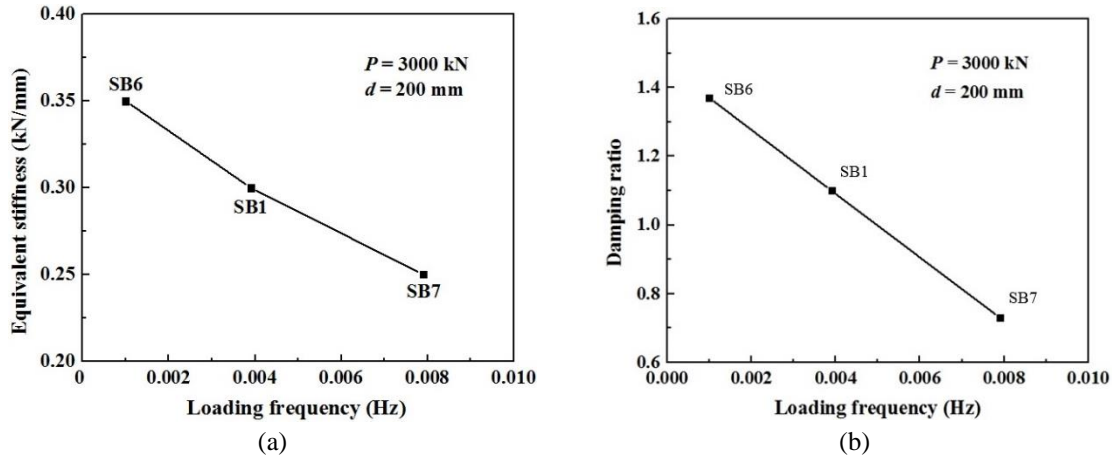 0.40
0.35
0.30
0.25
0.20
Equivalent stiffness (kN/mm)
P = 3000 kN
d = 200 mm
SB6
SB1
SB7
0 0.002 0.004 0.006 0.008 0.010
Loading frequency (Hz)
(a)
1.6
1.4
1.2
1.0
0.8
0.6
Damping ratio
P = 3000 kN
d = 200 mm
SB6
SB1
SB7
0.000 0.002 0.004 0.006 0.008 0.010
Loading frequency (Hz)
(b)